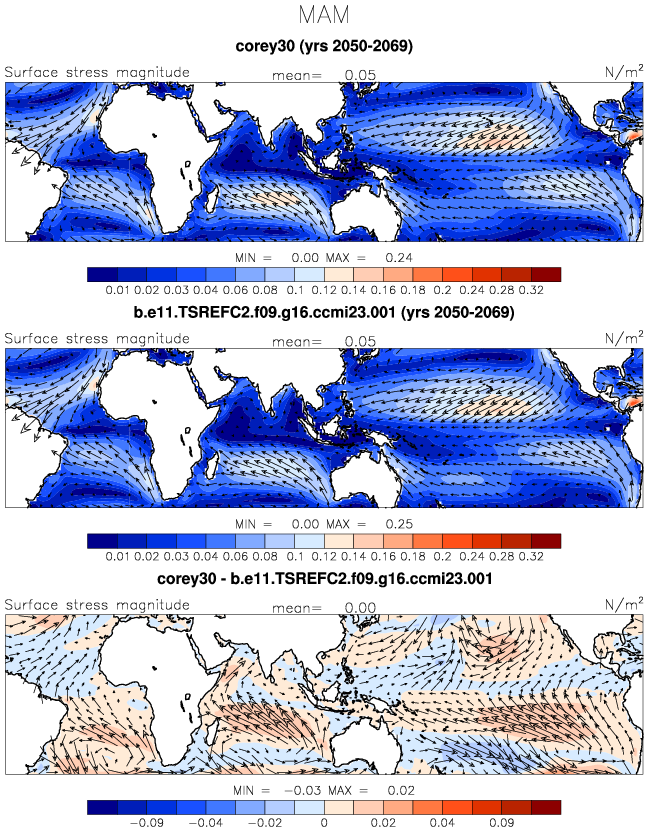 MAM
corey30 (yrs 2050-2069)
Surface stress magnitude mean= 0.05 N/m²
MIN = 0.00 MAX = 0.24
0.01 0.02 0.03 0.04 0.06 0.08 0.1 0.12 0.14 0.16 0.18 0.2 0.24 0.28 0.32
b.e11.TSREFC2.f09.g16.ccmi23.001 (yrs 2050-2069)
Surface stress magnitude mean= 0.05 N/m²
MIN = 0.00 MAX = 0.25
0.01 0.02 0.03 0.04 0.06 0.08 0.1 0.12 0.14 0.16 0.18 0.2 0.24 0.28 0.32
corey30 - b.e11.TSREFC2.f09.g16.ccmi23.001
Surface stress magnitude mean= 0.00 N/m²
MIN = −0.03 MAX = 0.02
−0.09 −0.04 −0.02 0 0.02 0.04 0.09